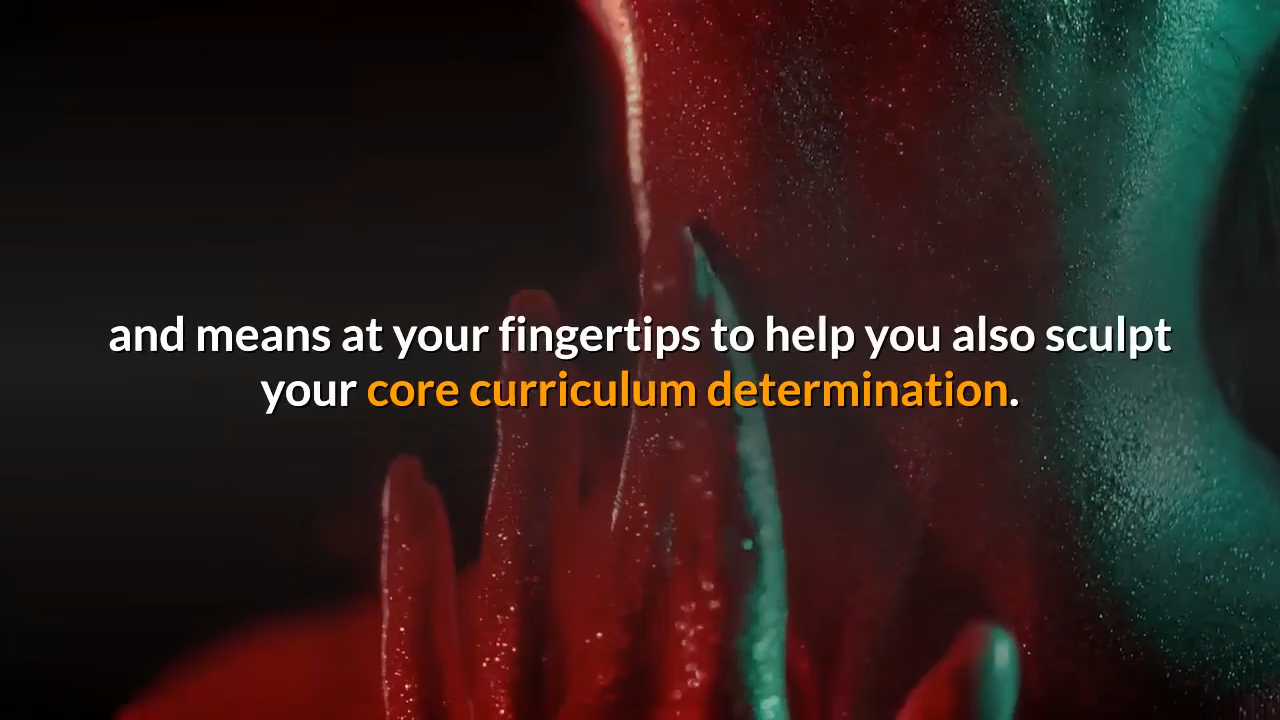 and means at your fingertips to help you also sculpt
your core curriculum determination.